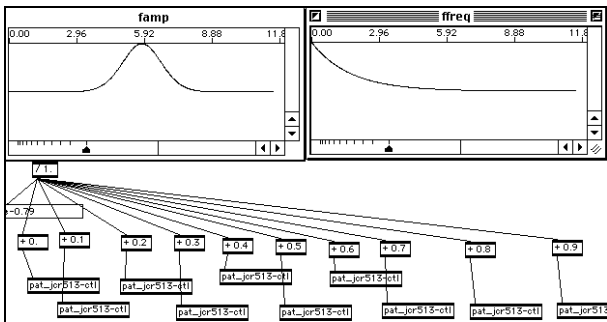 famp
0.00 2.96 5.92 8.88 11.8
ffreq
0.00 2.96 5.92 8.88 11.8
/ 1.
-0.79
+ 0. + 0.1 + 0.2 + 0.3 + 0.4 + 0.5 + 0.6 + 0.7 + 0.8 + 0.9
pat_jcr513-ctl pat_jcr513-ctl pat_jcr513-ctl
pat_jcr513-ctl pat_jcr513-ctl pat_jcr513-ctl pat_jcr513-ctl pat_jcr513-ctl pat_jcr513